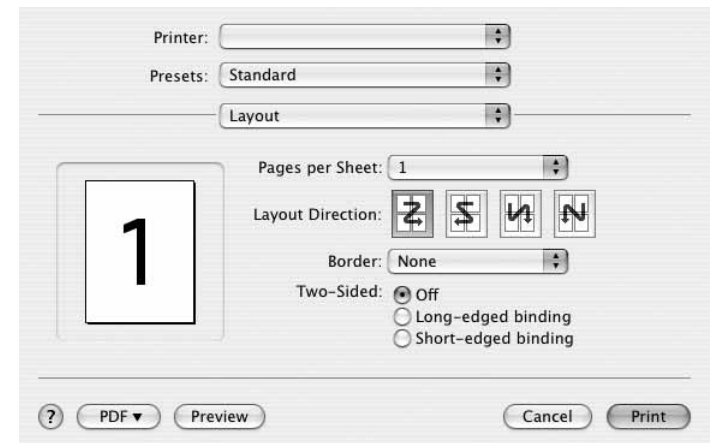 Printer:
Presets: Standard
Layout
Pages per Sheet: 1
Layout Direction:
Border: None
Two-Sided: Off
Long-edged binding
Short-edged binding
1
? PDF▼ Preview Cancel Print